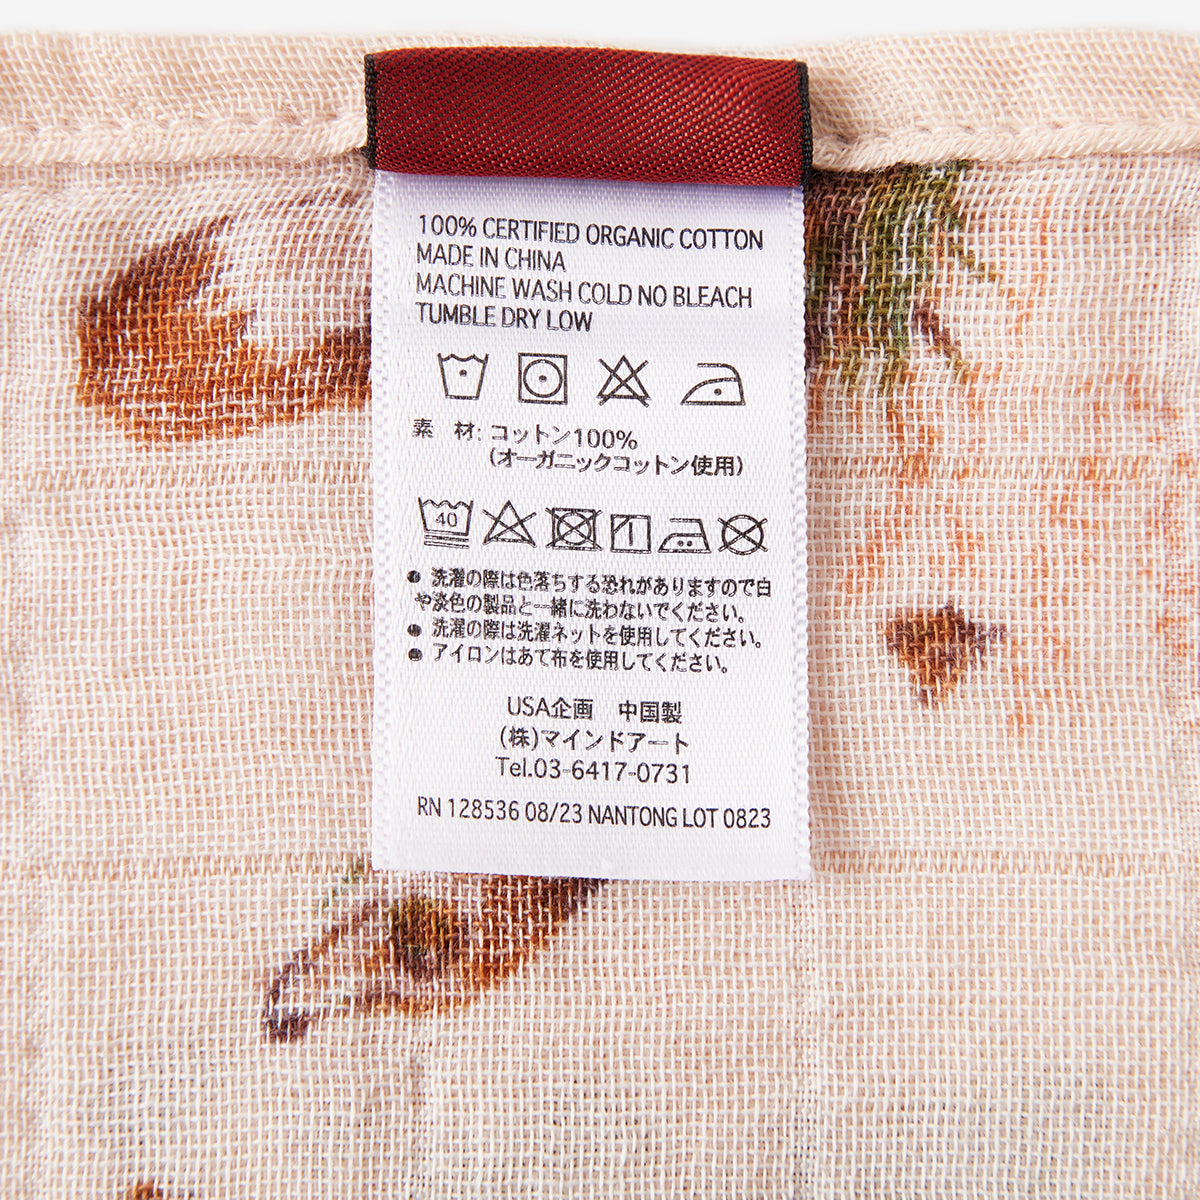 100% CERTIFIED ORGANIC COTTON
MADE IN CHINA
MACHINE WASH COLD NO BLEACH
TUMBLE DRY LOW
素　材: コットン100%
(オーガニックコットン使用)
40
● 洗濯の際は色落ちする恐れがありますので白
や淡色の製品と一緒に洗わないでください。
● 洗濯の際は洗濯ネットを使用してください。
● アイロンはあて布を使用してください。
USA企画　中国製
(株)マインドアート
Tel.03-6417-0731
RN 128536 08/23 NANTONG LOT 0823